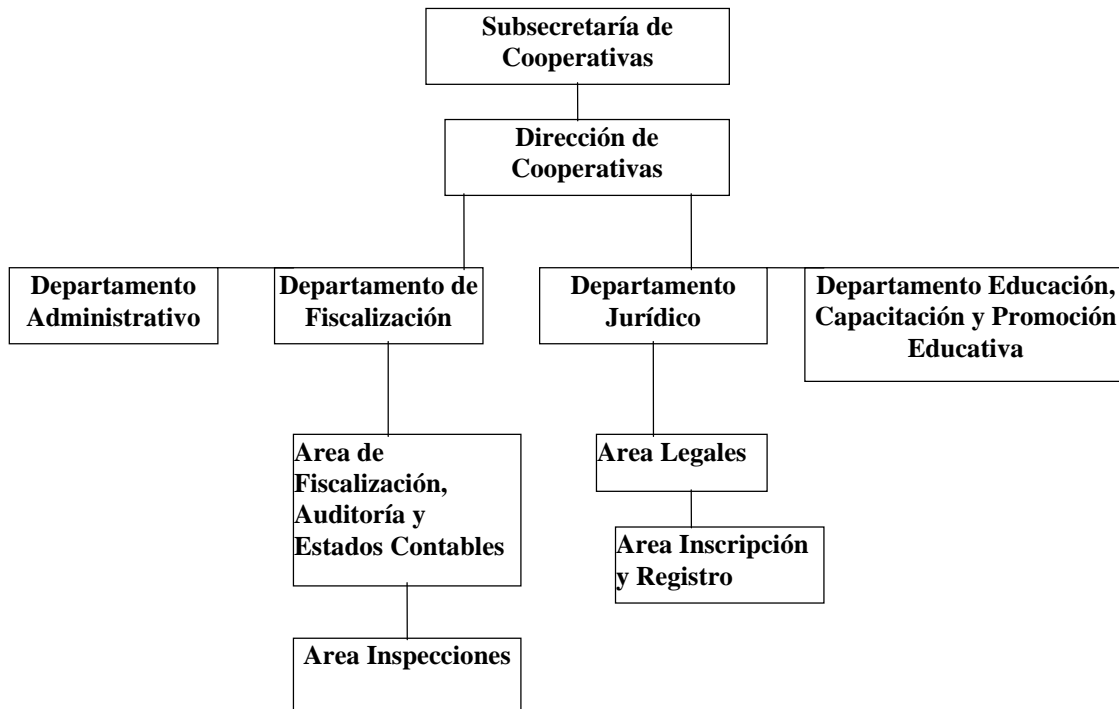 Subsecretaría de
Cooperativas
Dirección de
Cooperativas
Departamento
Administrativo
Departamento de
Fiscalización
Departamento
Jurídico
Departamento Educación,
Capacitación y Promoción
Educativa
Area de
Fiscalización,
Auditoría y
Estados Contables
Area Legales
Area Inscripción
y Registro
Area Inspecciones